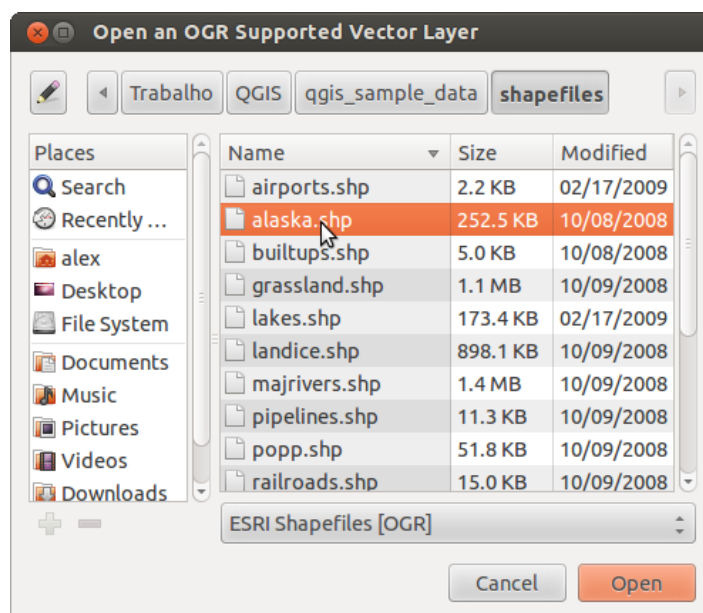 Open an OGR Supported Vector Layer
Trabalho QGIS qgis_sample_data shapefiles
Places
Search
Recently ...
alex
Desktop
File System
Documents
Music
Pictures
Videos
Downloads
Name Size Modified
airports.shp 2.2 KB 02/17/2009
alaska.shp 252.5 KB 10/08/2008
builtups.shp 5.0 KB 10/08/2008
grassland.shp 1.1 MB 10/09/2008
lakes.shp 173.4 KB 02/17/2009
landice.shp 898.1 KB 10/09/2008
majrivers.shp 1.4 MB 10/09/2008
pipelines.shp 11.3 KB 10/09/2008
popp.shp 51.8 KB 10/09/2008
railroads.shp 15.0 KB 10/09/2008
ESRI Shapefiles [OGR]
Cancel Open